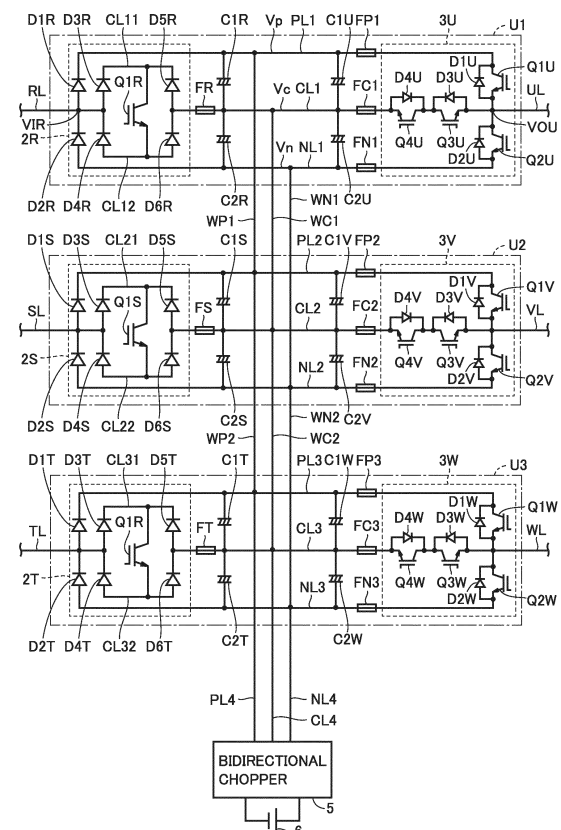 D1R D3R CL11 D5R C1R Vp PL1 C1U FP1 3U U1
Q1R D4U D3U D1U Q1U
RL FR Vc CL1 FC1 UL
VIR VOU
2R Vn NL1 FN1 Q4U Q3U D2U Q2U
D2R D4R CL12 D6R C2R WN1 C2U
WP1 WC1
D1S D3S CL21 D5S C1S PL2 C1V FP2 3V U2
Q1S D4V D3V D1V Q1V
SL FS CL2 FC2 VL
2S NL2 FN2 Q4V Q3V D2V Q2V
D2S D4S CL22 D6S C2S WN2 C2V
WP2 WC2
D1T D3T CL31 D5T C1T PL3 C1W FP3 3W U3
Q1R D4W D3W D1W Q1W
TL FT CL3 FC3 WL
2T NL3 FN3 Q4W Q3W D2W Q2W
D2T D4T CL32 D6T C2T C2W
PL4 NL4
CL4
BIDIRECTIONAL
CHOPPER
5